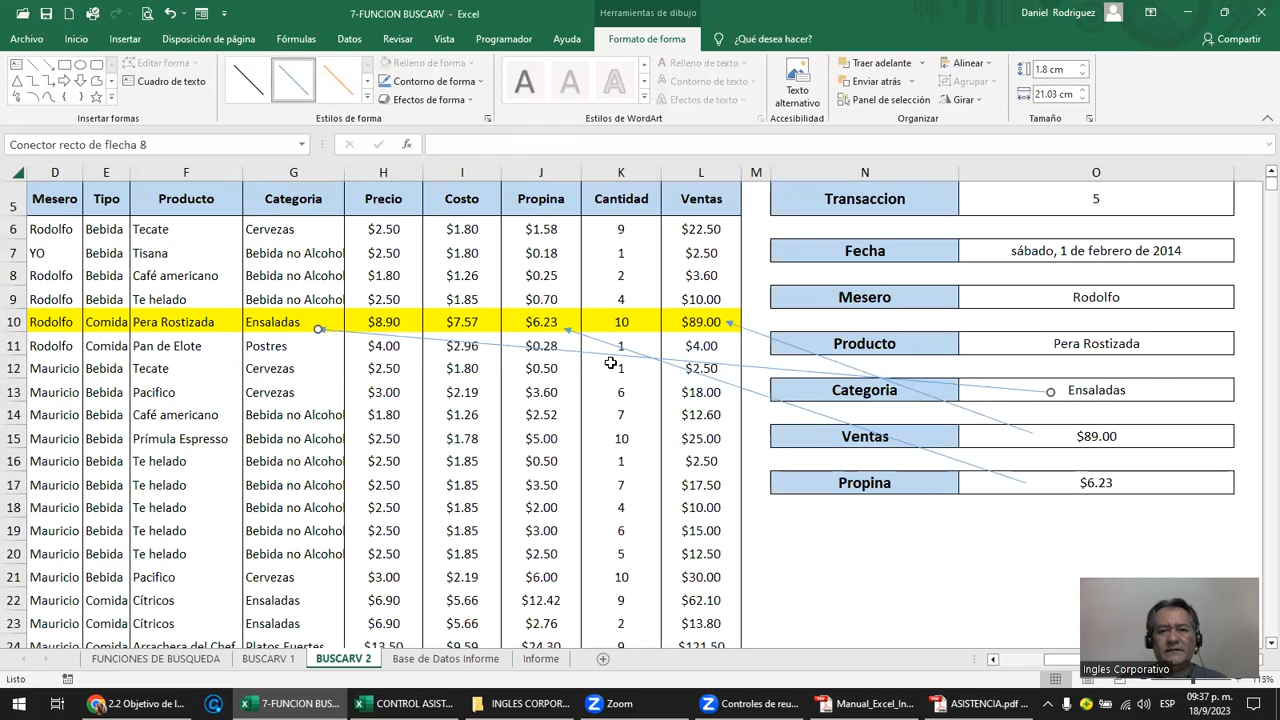 7-FUNCION BUSCARV - Excel
Herramientas de dibujo
Daniel Rodriguez
Archivo Inicio Insertar Disposición de página Fórmulas Datos Revisar Vista Programador Ayuda Formato de forma ¿Qué desea hacer? Compartir
Editar forma
Cuadro de texto
Insertar formas
Relleno de forma
Contorno de forma
Efectos de forma
Estilos de forma
Relleno de texto
Contorno de texto
Efectos de texto
Estilos de WordArt
Texto alternativo
Accesibilidad
Traer adelante
Enviar atrás
Panel de selección
Alinear
Agrupar
Girar
Organizar
1.8 cm
21.03 cm
Tamaño
Conector recto de flecha 8
D E F G H I J K L M N O
5 Mesero Tipo Producto Categoria Precio Costo Propina Cantidad Ventas Transaccion 5
6 Rodolfo Bebida Tecate Cervezas $2.50 $1.80 $1.58 9 $22.50
7 YO Bebida Tisana Bebida no Alcohol $2.50 $1.80 $0.18 1 $2.50 Fecha sábado, 1 de febrero de 2014
8 Rodolfo Bebida Café americano Bebida no Alcohol $1.80 $1.26 $0.25 2 $3.60
9 Rodolfo Bebida Te helado Bebida no Alcohol $2.50 $1.85 $0.70 4 $10.00 Mesero Rodolfo
10 Rodolfo Comida Pera Rostizada Ensaladas $8.90 $7.57 $6.23 10 $89.00
11 Rodolfo Comida Pan de Elote Postres $4.00 $2.96 $0.28 1 $4.00 Producto Pera Rostizada
12 Mauricio Bebida Tecate Cervezas $2.50 $1.80 $0.50 1 $2.50
13 Mauricio Bebida Pacifico Cervezas $3.00 $2.19 $3.60 6 $18.00 Categoria Ensaladas
14 Mauricio Bebida Café americano Bebida no Alcohol $1.80 $1.26 $2.52 7 $12.60
15 Mauricio Bebida Prímula Espresso Bebida no Alcohol $2.50 $1.78 $5.00 10 $25.00 Ventas $89.00
16 Mauricio Bebida Te helado Bebida no Alcohol $2.50 $1.85 $0.50 1 $2.50
17 Mauricio Bebida Te helado Bebida no Alcohol $2.50 $1.85 $3.50 7 $17.50 Propina $6.23
18 Mauricio Bebida Te helado Bebida no Alcohol $2.50 $1.85 $2.00 4 $10.00
19 Mauricio Bebida Te helado Bebida no Alcohol $2.50 $1.85 $3.00 6 $15.00
20 Mauricio Bebida Te helado Bebida no Alcohol $2.50 $1.85 $2.50 5 $12.50
21 Mauricio Bebida Pacifico Cervezas $3.00 $2.19 $6.00 10 $30.00
22 Mauricio Comida Cítricos Ensaladas $6.90 $5.66 $12.42 9 $62.10
23 Mauricio Comida Cítricos Ensaladas $6.90 $5.66 $2.76 2 $13.80
24 Mauricio Comida Arrachera del Chef Platos Fuertes $13.50 $9.59 $24.30 9 $121.50
Ingles Corporativo
FUNCIONES DE BUSQUEDA BUSCARV 1 BUSCARV 2 Base de Datos Informe Informe
Listo
115%
2.2 Objetivo de l... 7-FUNCION BUS... CONTROL ASIST... INGLES CORPOR... Zoom Controles de reu... Manual_Excel_In... ASISTENCIA.pdf ... ESP
09:37 p. m.
18/9/2023